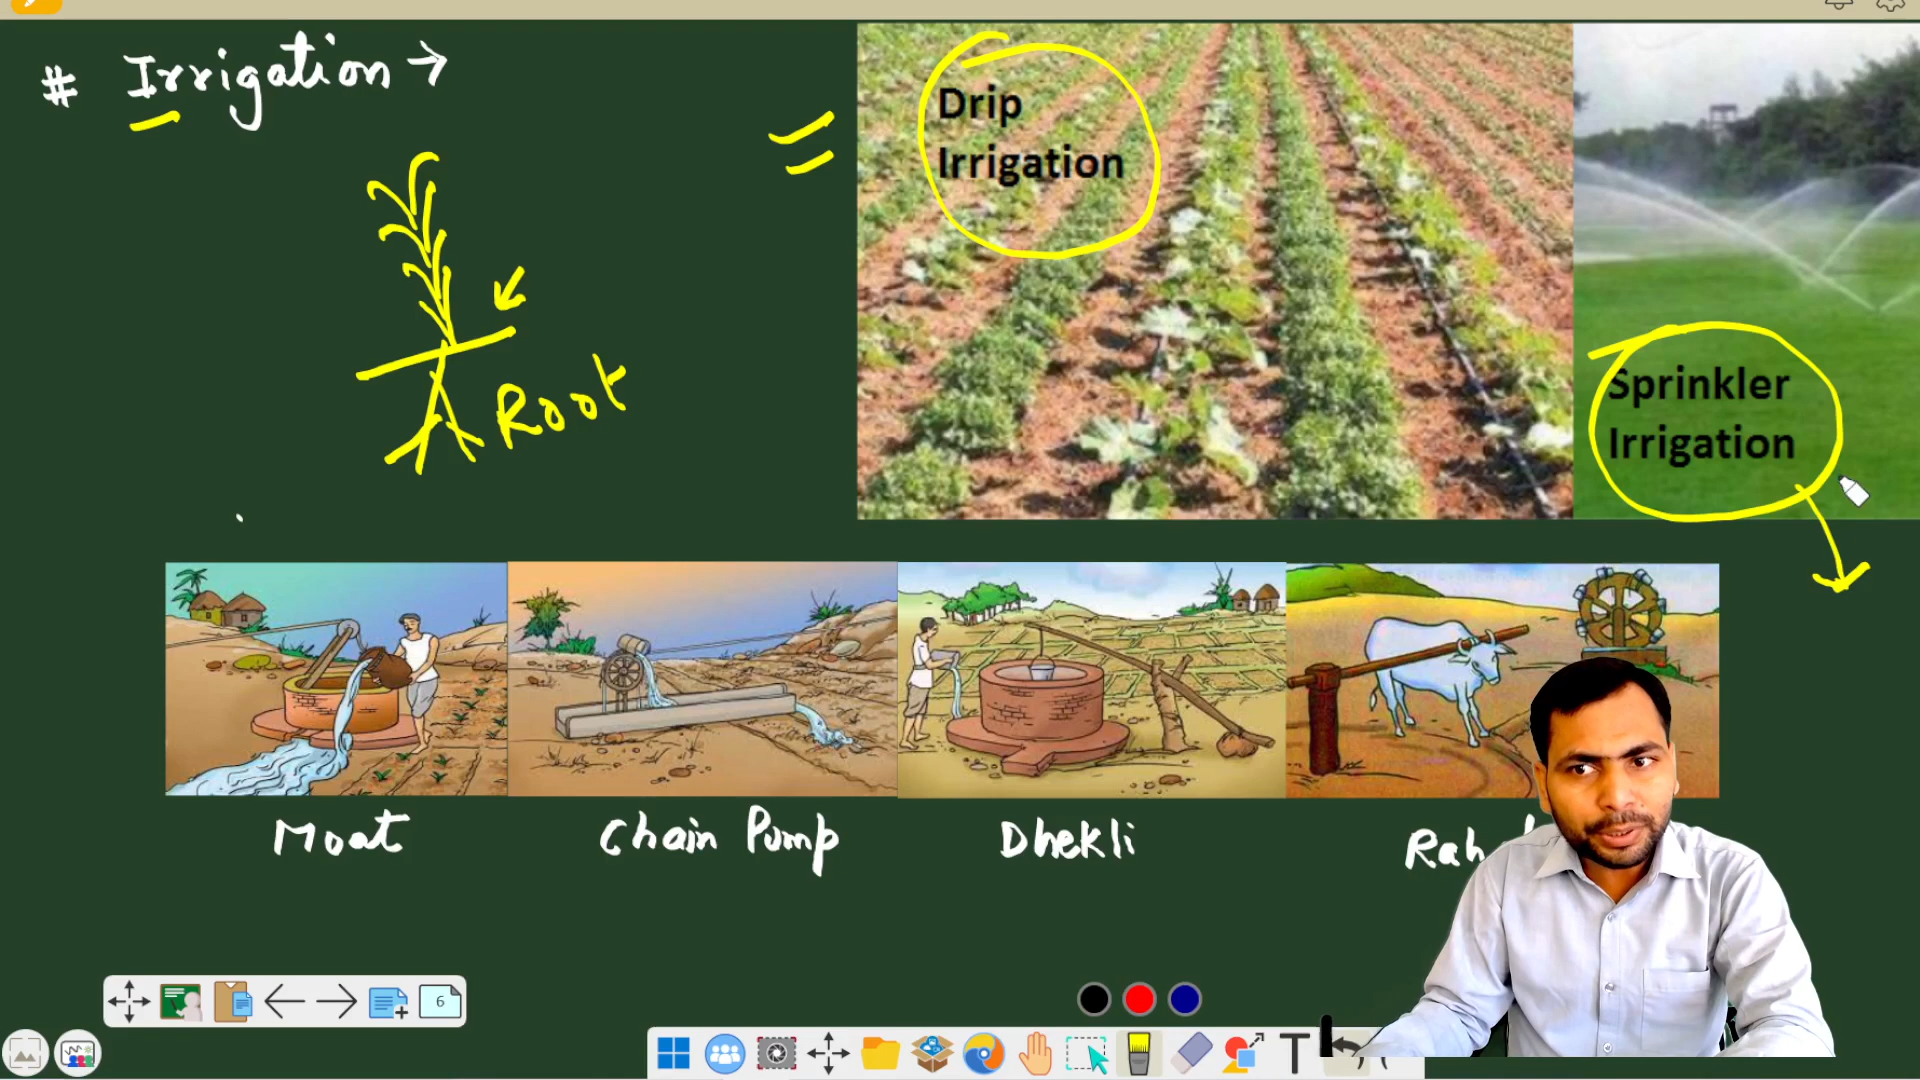 # Irrigation →
Drip
Irrigation
Root
Sprinkler
Irrigation
Moat
Chain Pump
Dhekli
6
T